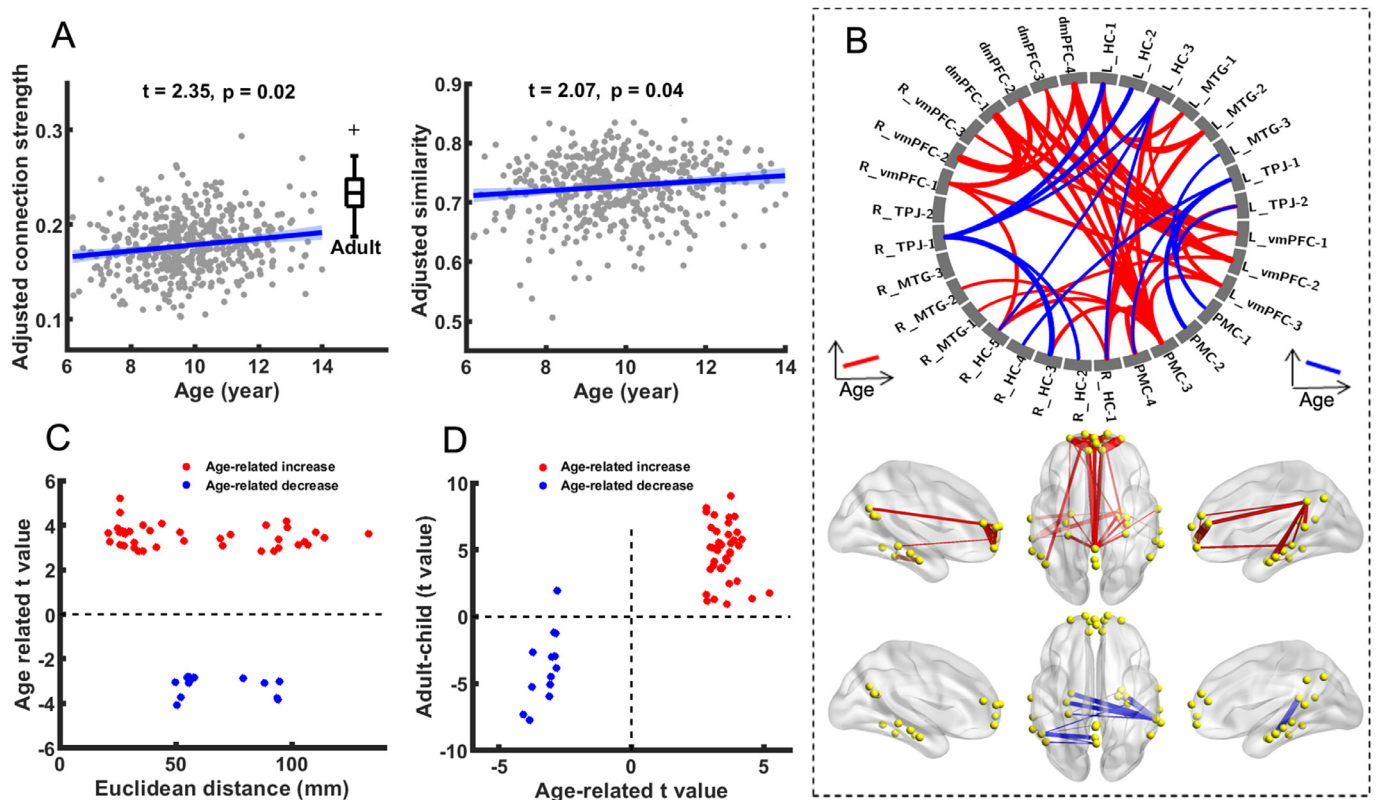 A
Adjusted connection strength
t = 2.35, p = 0.02
0.3
0.2
0.1
6
8
10
12
14
Adult
Age (year)
Adjusted similarity
t = 2.07, p = 0.04
0.9
0.8
0.7
0.6
0.5
6
8
10
12
14
Age (year)
B
L_HC-1
L_HC-2
L_HC-3
L_MTG-1
L_MTG-2
L_MTG-3
L_TPJ-1
L_TPJ-2
L_vmPFC-1
L_vmPFC-2
L_vmPFC-3
PMC-1
PMC-2
PMC-3
PMC-4
R_HC-1
R_HC-2
R_HC-3
R_HC-4
R_HC-5
R_MTG-1
R_MTG-2
R_MTG-3
R_TPJ-1
R_TPJ-2
R_vmPFC-1
R_vmPFC-2
R_vmPFC-3
dmPFC-1
dmPFC-2
dmPFC-3
dmPFC-4
Age
Age
C
Age-related increase
Age-related decrease
Age related t value
6
4
2
0
-2
-4
-6
0
50
100
Euclidean distance (mm)
D
Age-related increase
Age-related decrease
Adult-child (t value)
10
5
0
-5
-10
-5
0
5
Age-related t value